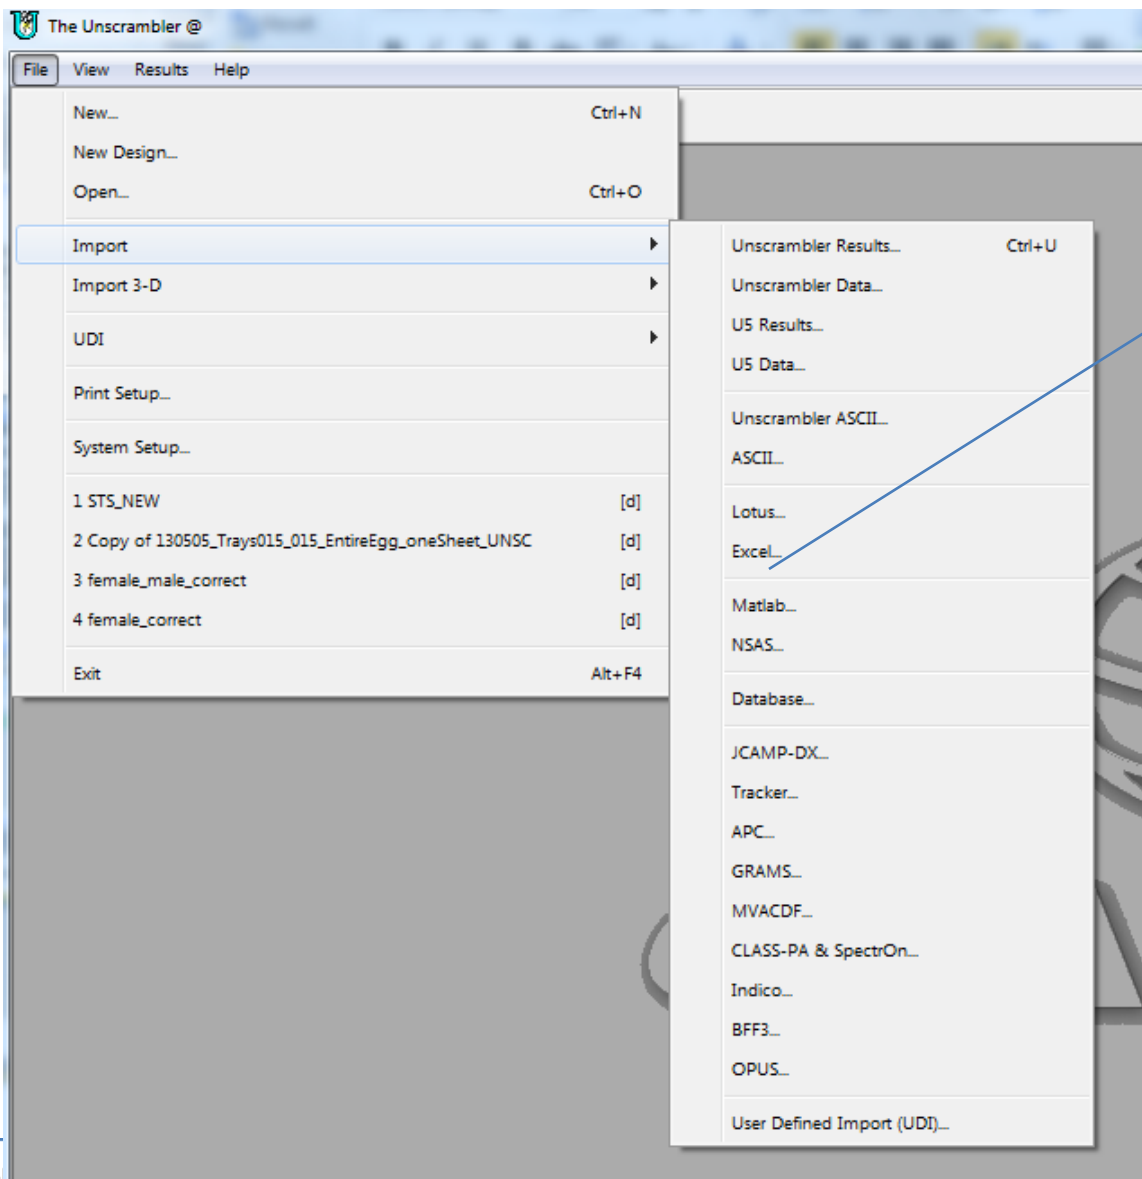 The Unscrambler @
File View Results Help
New... Ctrl+N
New Design...
Open... Ctrl+O
Import
Import 3-D
UDI
Print Setup...
System Setup...
1 STS_NEW [d]
2 Copy of 130505_Trays015_015_EntireEgg_oneSheet_UNSC [d]
3 female_male_correct [d]
4 female_correct [d]
Exit Alt+F4
Unscrambler Results... Ctrl+U
Unscrambler Data...
U5 Results...
U5 Data...
Unscrambler ASCII...
ASCII...
Lotus...
Excel...
Matlab...
NSAS...
Database...
JCAMP-DX...
Tracker...
APC...
GRAMS...
MVACDF...
CLASS-PA & SpectrOn...
Indico...
BFF3...
OPUS...
User Defined Import (UDI)...